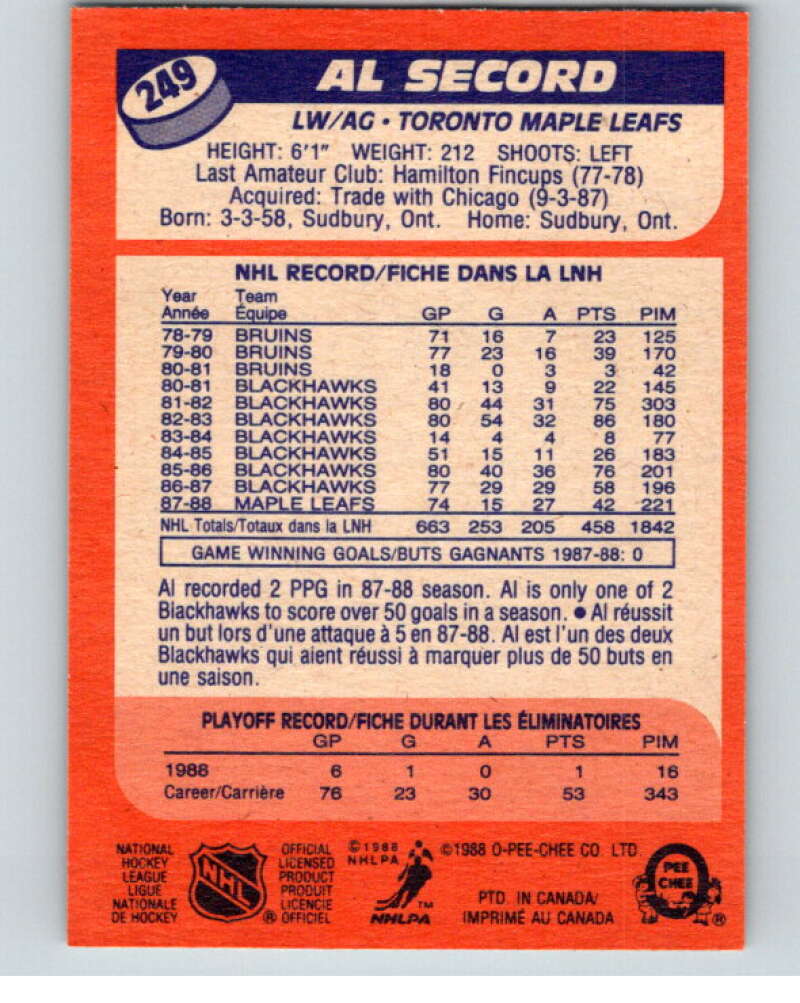 249
AL SECORD
LW/AG • TORONTO MAPLE LEAFS
HEIGHT: 6'1" WEIGHT: 212 SHOOTS: LEFT
Last Amateur Club: Hamilton Fincups (77-78)
Acquired: Trade with Chicago (9-3-87)
Born: 3-3-58, Sudbury, Ont. Home: Sudbury, Ont.
NHL RECORD/FICHE DANS LA LNH
Year Team
Année Équipe GP G A PTS PIM
78-79 BRUINS 71 16 7 23 125
79-80 BRUINS 77 23 16 39 170
80-81 BRUINS 18 0 3 3 42
80-81 BLACKHAWKS 41 13 9 22 145
81-82 BLACKHAWKS 80 44 31 75 303
82-83 BLACKHAWKS 80 54 32 86 180
83-84 BLACKHAWKS 14 4 4 8 77
84-85 BLACKHAWKS 51 15 11 26 183
85-86 BLACKHAWKS 80 40 36 76 201
86-87 BLACKHAWKS 77 29 29 58 196
87-88 MAPLE LEAFS 74 15 27 42 221
NHL Totals/Totaux dans la LNH 663 253 205 458 1842
GAME WINNING GOALS/BUTS GAGNANTS 1987-88: 0
Al recorded 2 PPG in 87-88 season. Al is only one of 2
Blackhawks to score over 50 goals in a season. • Al réussit
un but lors d'une attaque à 5 en 87-88. Al est l'un des deux
Blackhawks qui aient réussi à marquer plus de 50 buts en
une saison.
PLAYOFF RECORD/FICHE DURANT LES ÉLIMINATOIRES
GP G A PTS PIM
1988 6 1 0 1 16
Career/Carrière 76 23 30 53 343
NATIONAL
HOCKEY
LEAGUE
LIGUE
NATIONALE
DE HOCKEY
NHL
®
OFFICIAL
LICENSED
PRODUCT
PRODUIT
LICENCIE
OFFICIEL
©1988
NHLPA
TM
NHLPA
©1988 O-PEE-CHEE CO. LTD.
PTD. IN CANADA/
IMPRIMÉ AU CANADA
O
PEE
CHEE
®